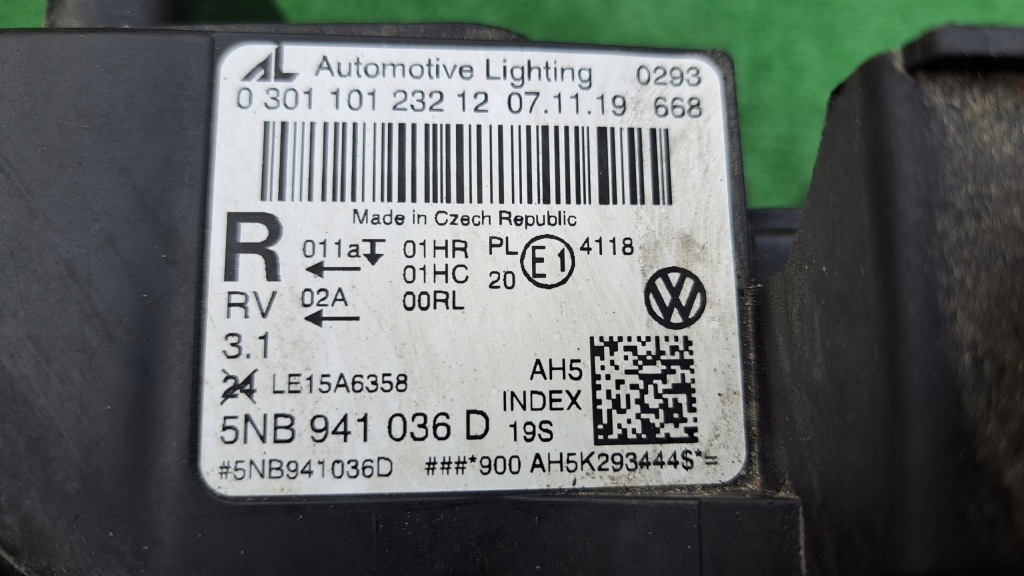 AL Automotive Lighting 0293
0 301 101 232 12 07.11.19 668
Made in Czech Republic
R 011a 01HR PL E1 4118
01HC 20
RV 02A 00RL
3.1
24 LE15A6358 AH5
INDEX
5NB 941 036 D 19S
#5NB941036D ###*900 AH5K293444$*=